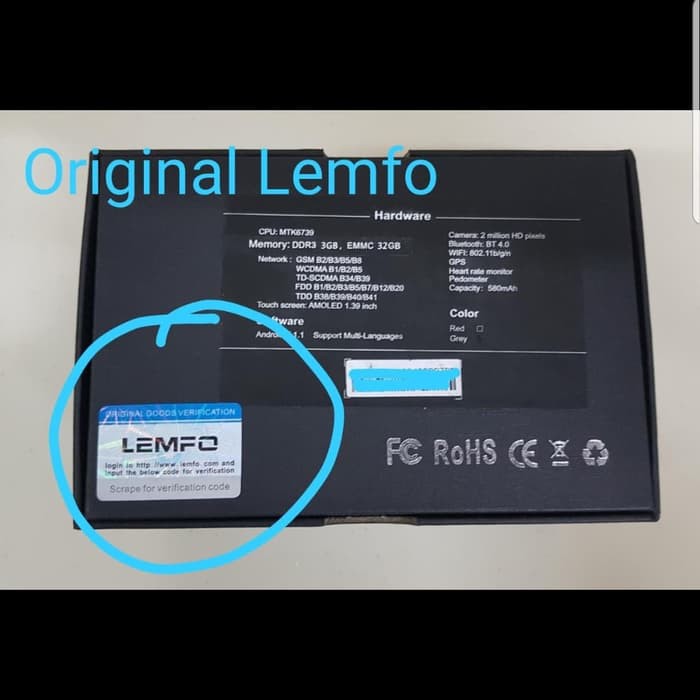 Original Lemfo
Hardware
CPU: MTK6739
Memory: DDR3 3GB, EMMC 32GB
Network: GSM B2/B3/B5/B8
WCDMA B1/B2/B5
TD-SCDMA B34/B39
FDD B1/B2/B3/B5/B7/B12/B20
TDD B38/B39/B40/B41
Touch screen: AMOLED 1.39 inch
Camera: 2 million HD pixels
Bluetooth: BT 4.0
WIFI: 802.11b/g/n
GPS
Heart rate monitor
Pedometer
Capacity: 580mAh
Support Multi-Languages
Color
Red
Grey
ORIGINAL GOODS VERIFICATION
LEMFO
login to http://www.lemfo.com and
input the below code for verification
Scrape for verification code
FC RoHS CE